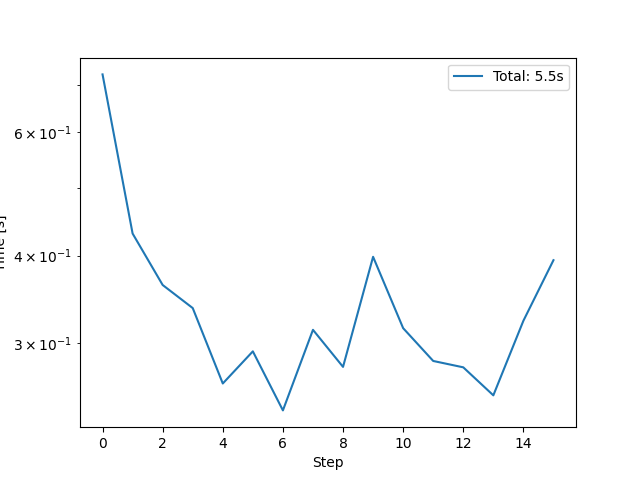 Total: 5.5s
6 × 10⁻¹
4 × 10⁻¹
3 × 10⁻¹
[s]
0 2 4 6 8 10 12 14
Step